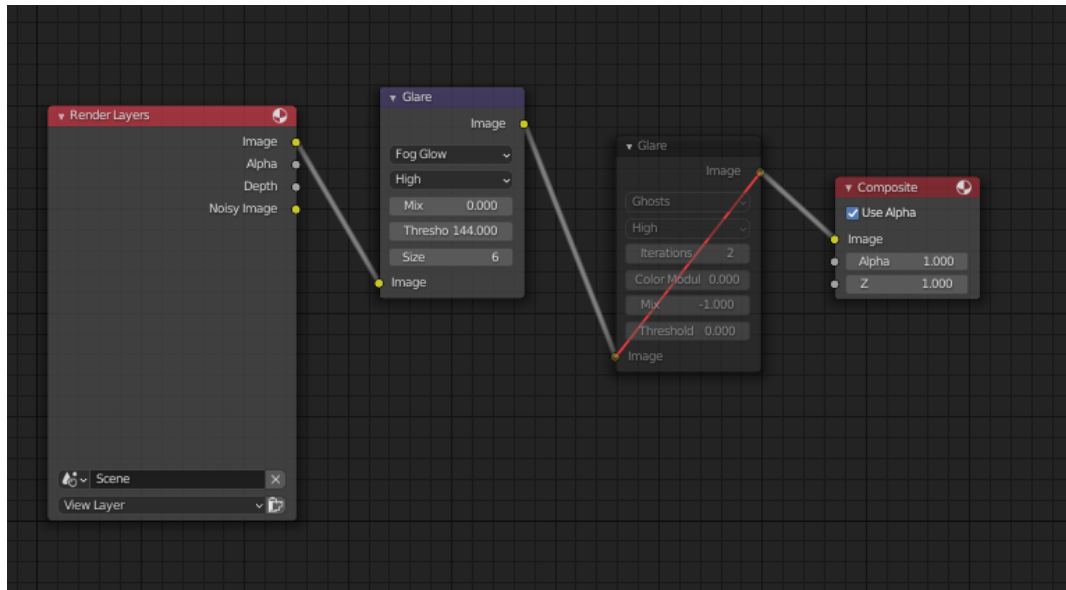 Render Layers
Image
Alpha
Depth
Noisy Image
Scene
View Layer
Glare
Image
Fog Glow
High
Mix 0.000
Thresho 144.000
Size 6
Image
Glare
Image
Ghosts
High
Iterations 2
Color Modul 0.000
Mix -1.000
Threshold 0.000
Image
Composite
Use Alpha
Image
Alpha 1.000
Z 1.000